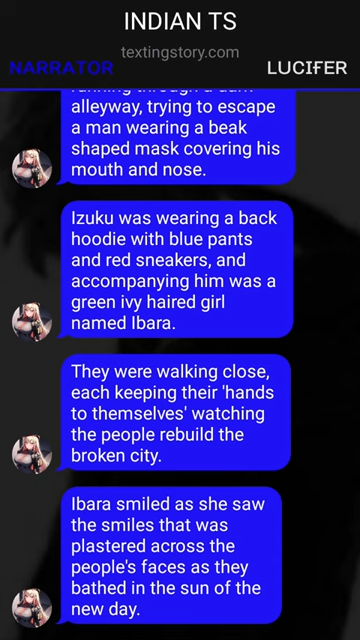 INDIAN TS
textingstory.com
NARRATOR
LUCIFER
running through a dark
alleyway, trying to escape
a man wearing a beak
shaped mask covering his
mouth and nose.
Izuku was wearing a back
hoodie with blue pants
and red sneakers, and
accompanying him was a
green ivy haired girl
named Ibara.
They were walking close,
each keeping their 'hands
to themselves' watching
the people rebuild the
broken city.
Ibara smiled as she saw
the smiles that was
plastered across the
people's faces as they
bathed in the sun of the
new day.